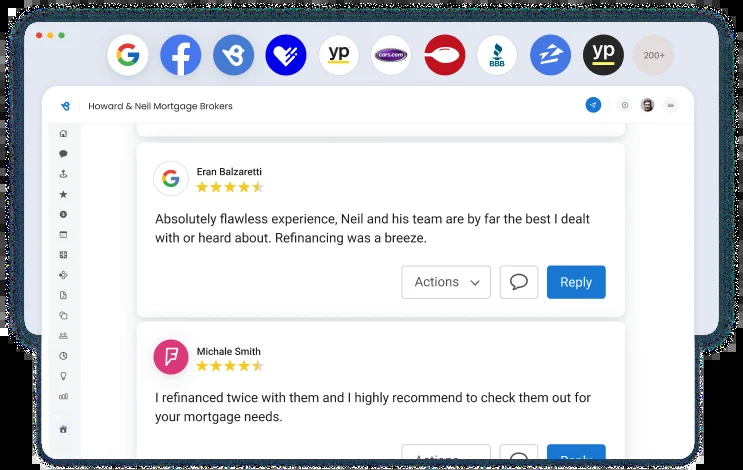 yp
cars.com
BBB
yp
200+
Howard & Neil Mortgage Brokers
Eran Balzaretti
Absolutely flawless experience, Neil and his team are by far the best I dealt
with or heard about. Refinancing was a breeze.
Actions
Reply
Michale Smith
I refinanced twice with them and I highly recommend to check them out for
your mortgage needs.
Actions
Reply